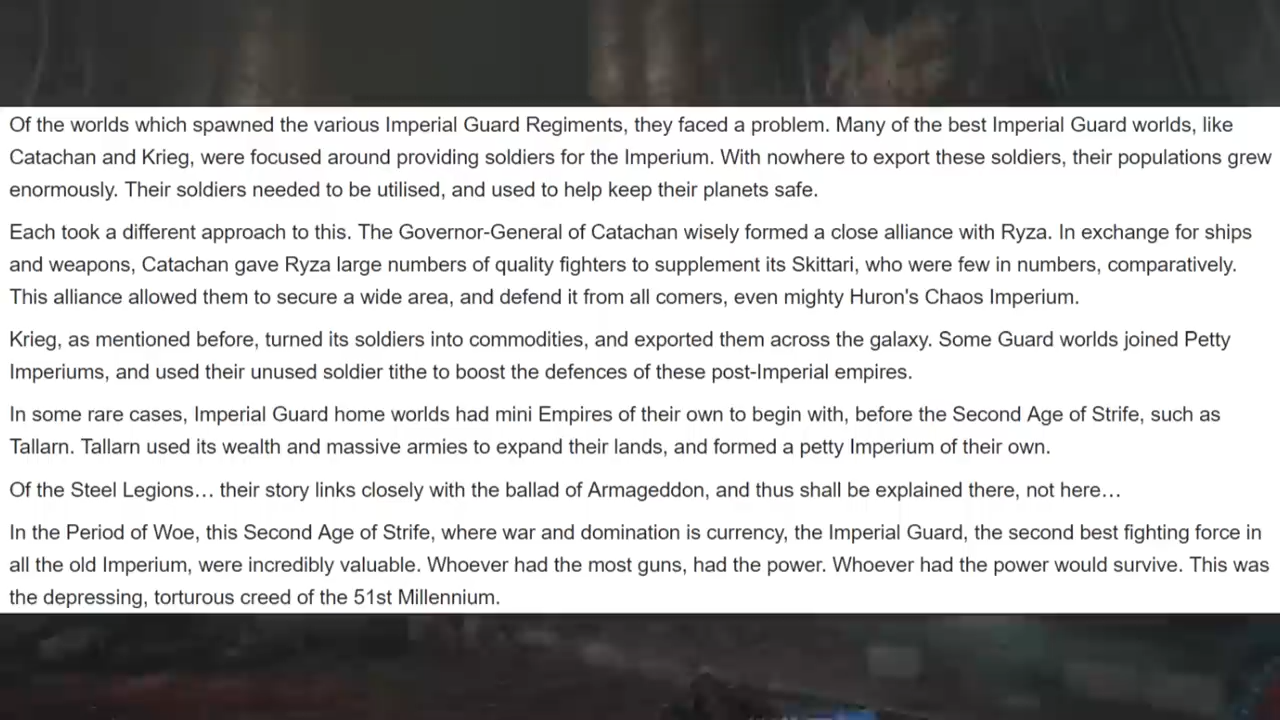 Of the worlds which spawned the various Imperial Guard Regiments, they faced a problem. Many of the best Imperial Guard worlds, like
Catachan and Krieg, were focused around providing soldiers for the Imperium. With nowhere to export these soldiers, their populations grew
enormously. Their soldiers needed to be utilised, and used to help keep their planets safe.
Each took a different approach to this. The Governor-General of Catachan wisely formed a close alliance with Ryza. In exchange for ships
and weapons, Catachan gave Ryza large numbers of quality fighters to supplement its Skittari, who were few in numbers, comparatively.
This alliance allowed them to secure a wide area, and defend it from all comers, even mighty Huron's Chaos Imperium.
Krieg, as mentioned before, turned its soldiers into commodities, and exported them across the galaxy. Some Guard worlds joined Petty
Imperiums, and used their unused soldier tithe to boost the defences of these post-Imperial empires.
In some rare cases, Imperial Guard home worlds had mini Empires of their own to begin with, before the Second Age of Strife, such as
Tallarn. Tallarn used its wealth and massive armies to expand their lands, and formed a petty Imperium of their own.
Of the Steel Legions… their story links closely with the ballad of Armageddon, and thus shall be explained there, not here…
In the Period of Woe, this Second Age of Strife, where war and domination is currency, the Imperial Guard, the second best fighting force in
all the old Imperium, were incredibly valuable. Whoever had the most guns, had the power. Whoever had the power would survive. This was
the depressing, torturous creed of the 51st Millennium.